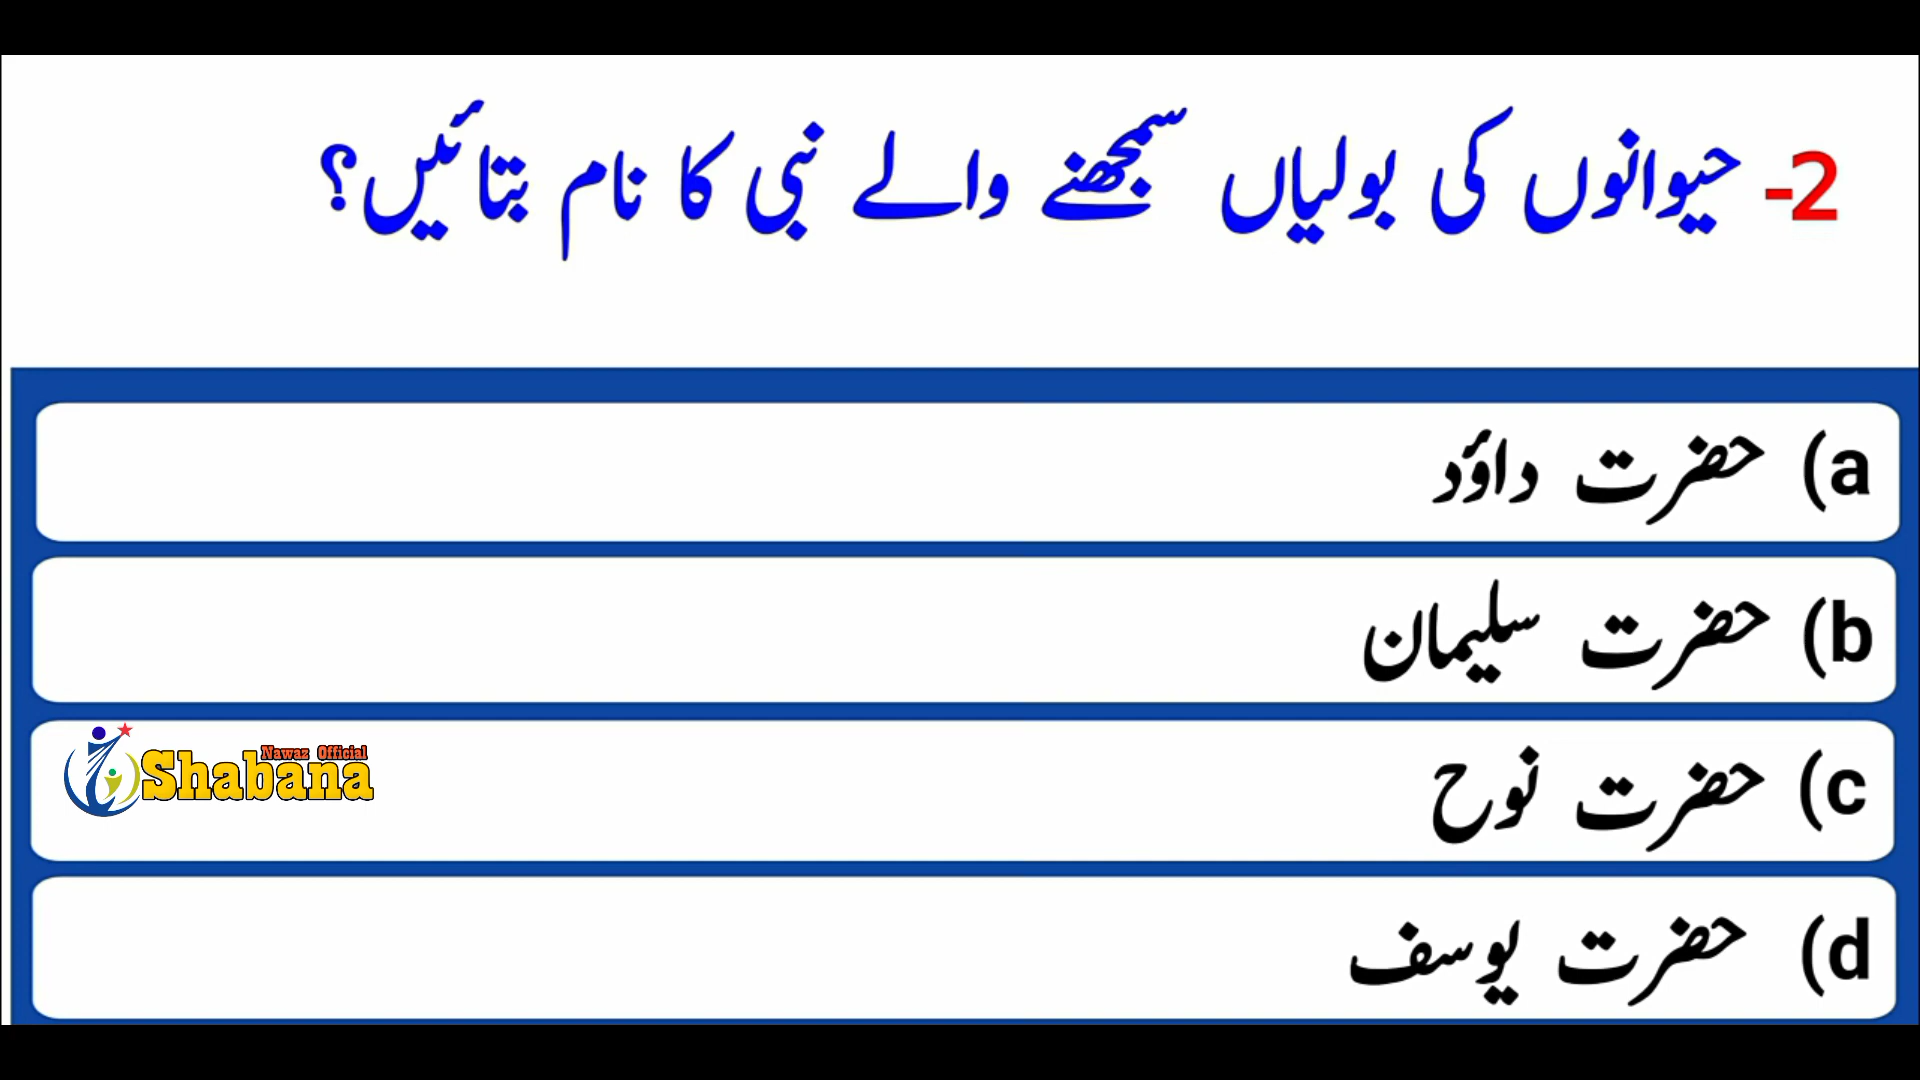 2- حیوانوں کی بولیاں سمجھنے والے نبی کا نام بتائیں؟
a) حضرت داؤد
b) حضرت سلیمان
Nawaz Official
Shabana
c) حضرت نوح
d) حضرت یوسف